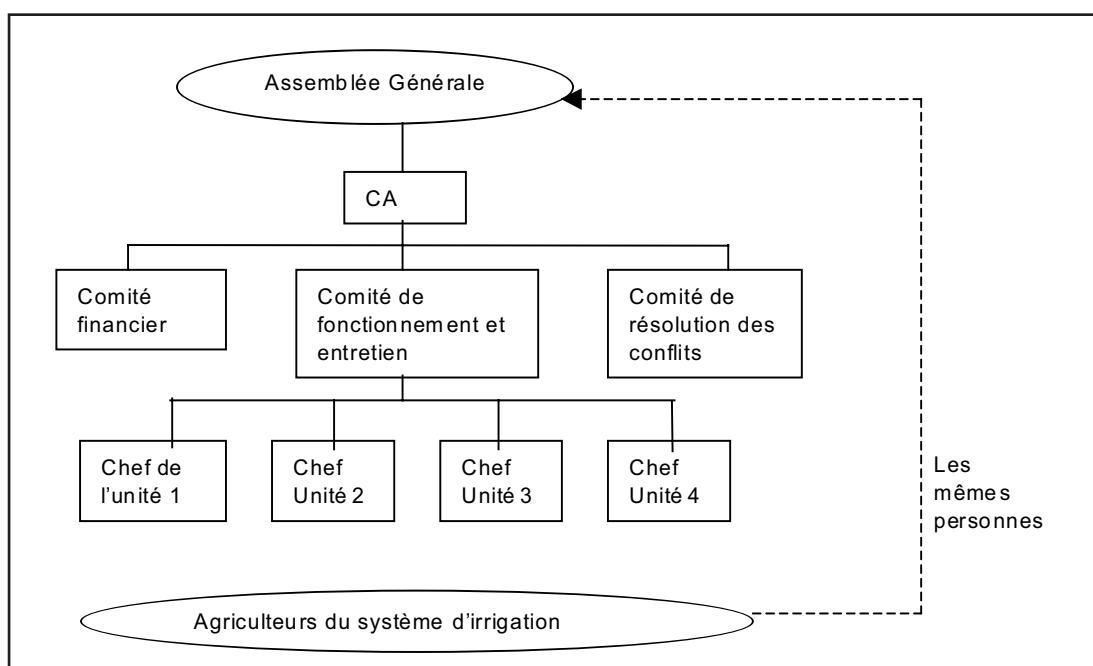 Assemblée Générale
CA
Comité
financier
Comité de
fonctionnement et
entretien
Comité de
résolution des
conflits
Chef de
l'unité 1
Chef
Unité 2
Chef
Unité 3
Chef
Unité 4
Les
mêmes
personnes
Agriculteurs du système d'irrigation